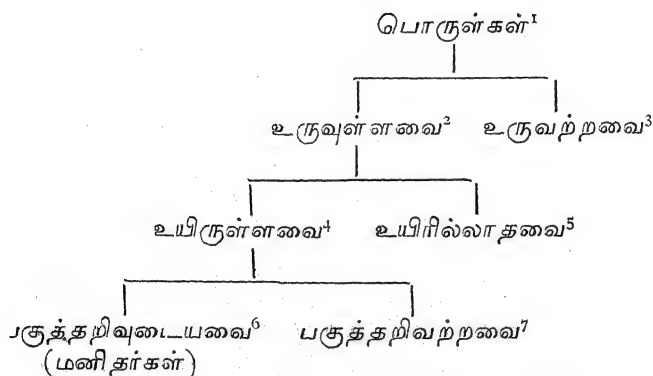 பொருள்கள்¹
உருவுள்ளவை² உருவற்றவை³
உயிருள்ளவை⁴ உயிரில்லாதவை⁵
பகுத்தறிவுடையவை⁶ பகுத்தறிவற்றவை⁷
(மனிதர்கள்)